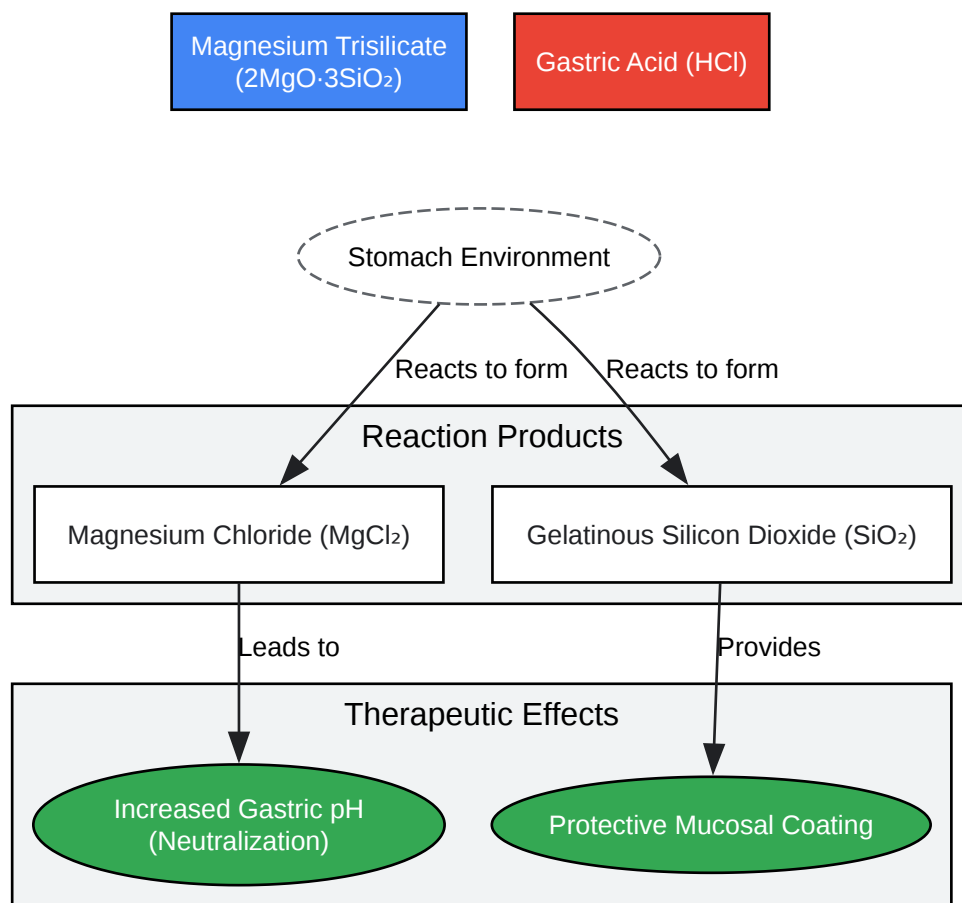 Magnesium Trisilicate
(2MgO·3SiO₂)
Gastric Acid (HCl)
Stomach Environment
Reacts to form
Reacts to form
Reaction Products
Magnesium Chloride (MgCl₂)
Gelatinous Silicon Dioxide (SiO₂)
Leads to
Provides
Therapeutic Effects
Increased Gastric pH
(Neutralization)
Protective Mucosal Coating